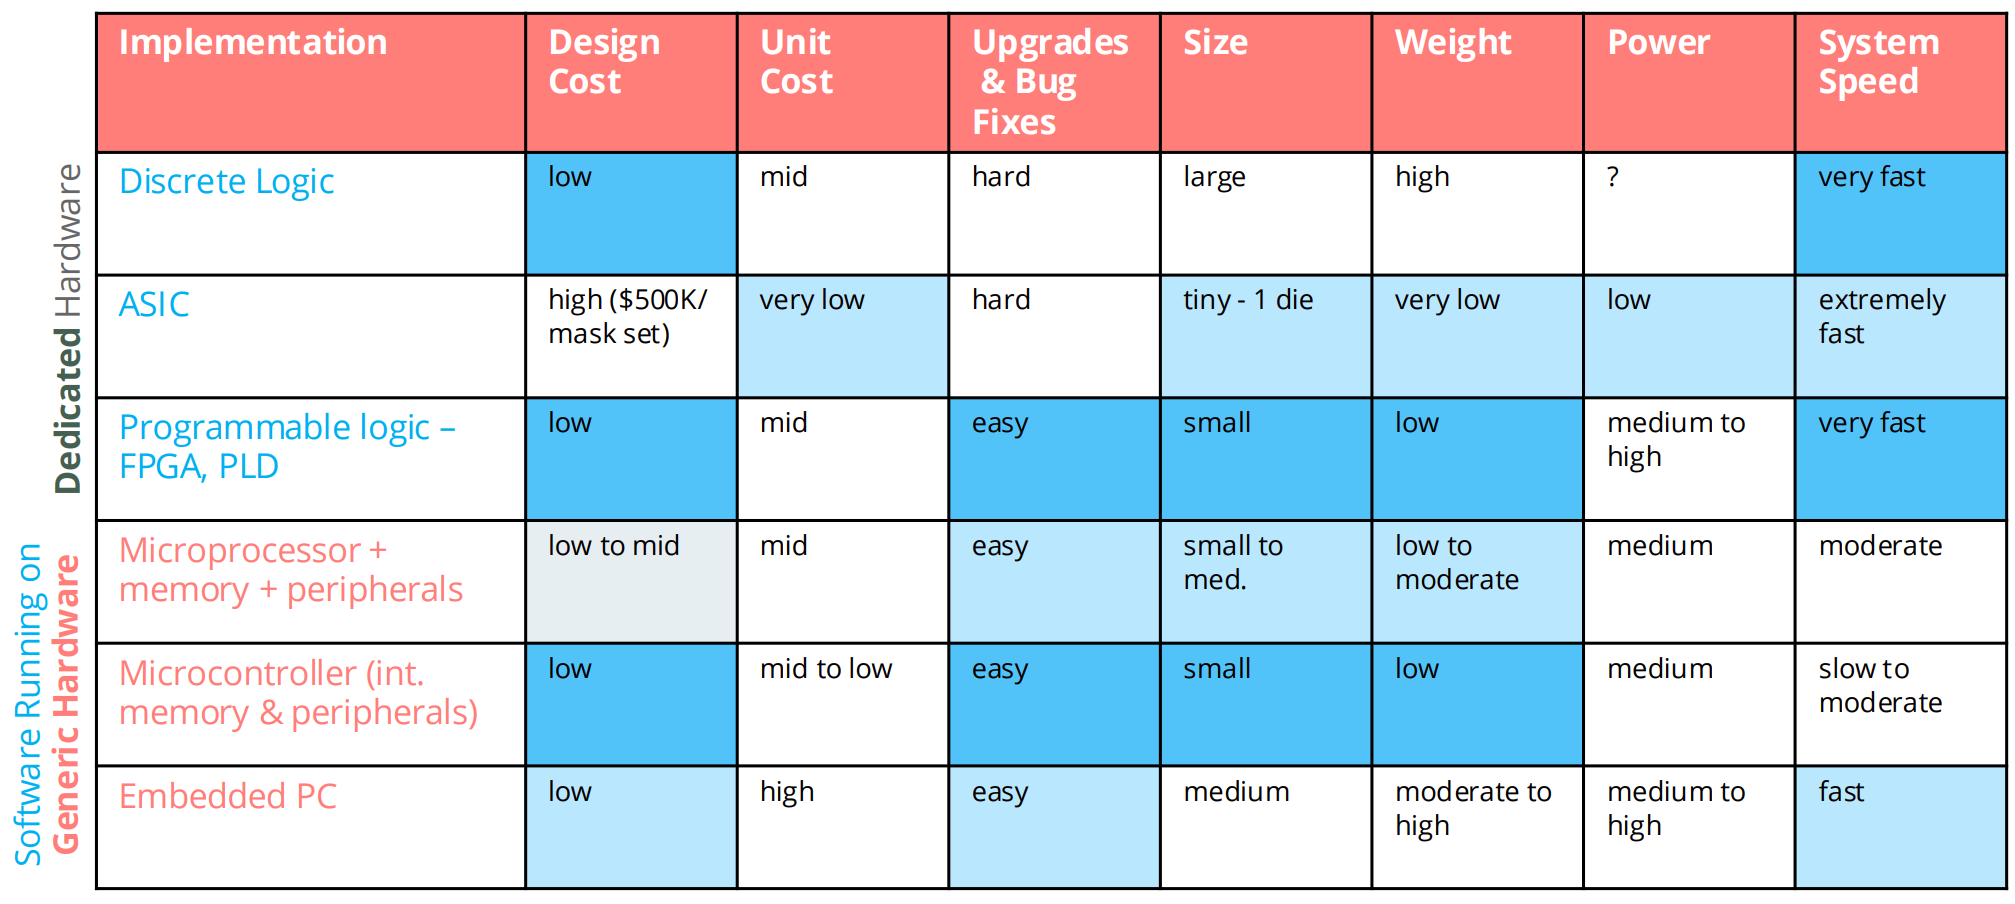 Implementation
Design
Cost
Unit
Cost
Upgrades
& Bug
Fixes
Size
Weight
Power
System
Speed
Dedicated Hardware
Discrete Logic
low
mid
hard
large
high
?
very fast
ASIC
high ($500K/
mask set)
very low
hard
tiny - 1 die
very low
low
extremely
fast
Programmable logic –
FPGA, PLD
low
mid
easy
small
low
medium to
high
very fast
Software Running on
Generic Hardware
Microprocessor +
memory + peripherals
low to mid
mid
easy
small to
med.
low to
moderate
medium
moderate
Microcontroller (int.
memory & peripherals)
low
mid to low
easy
small
low
medium
slow to
moderate
Embedded PC
low
high
easy
medium
moderate to
high
medium to
high
fast